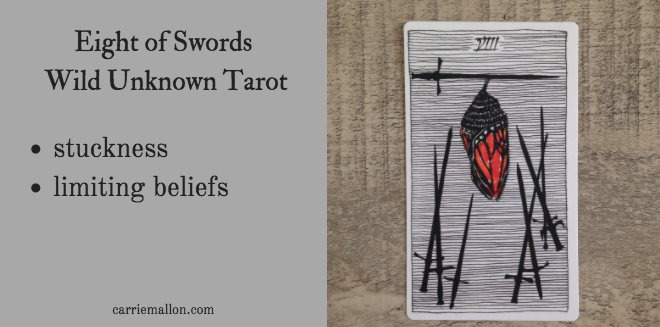 Eight of Swords
Wild Unknown Tarot
• stuckness
• limiting beliefs
carriemallon.com
VIII